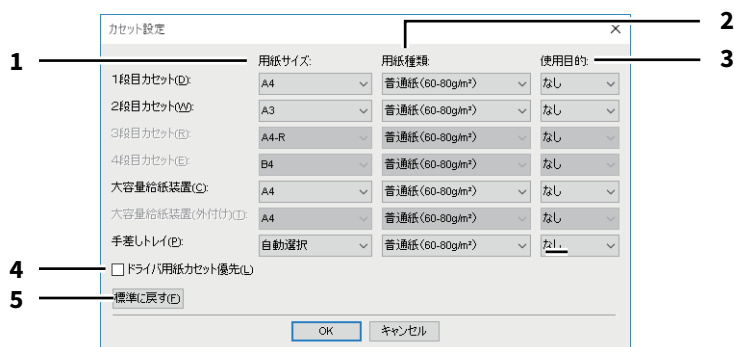 カセット設定
2
1
用紙サイズ: 用紙種類: 使用目的:
3
1段目カセット(D): A4 普通紙(60-80g/m²) なし
2段目カセット(W): A3 普通紙(60-80g/m²) なし
3段目カセット(R): A4-R 普通紙(60-80g/m²) なし
4段目カセット(E): B4 普通紙(60-80g/m²) なし
大容量給紙装置(C): A4 普通紙(60-80g/m²) なし
大容量給紙装置(外付け)(T): A4 普通紙(60-80g/m²) なし
手差しトレイ(P): 自動選択 普通紙(60-80g/m²) なし
4
ドライバ用紙カセット優先(L)
5
標準に戻す(F)
OK キャンセル